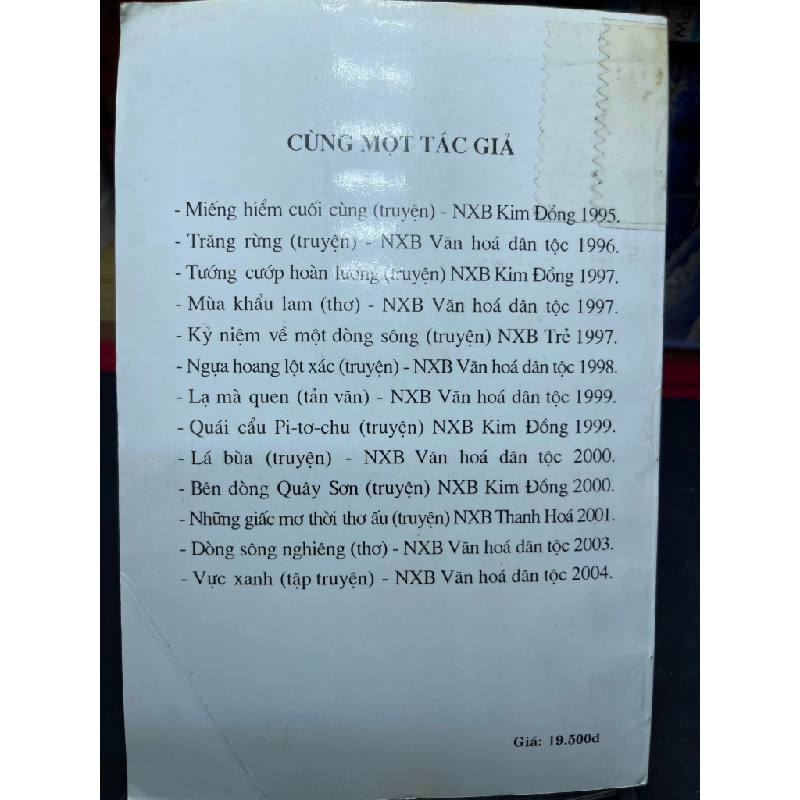 CÙNG MỘT TÁC GIẢ
- Miếng hiểm cuối cùng (truyện) - NXB Kim Đồng 1995.
- Trăng rừng (truyện) - NXB Văn hoá dân tộc 1996.
- Tướng cướp hoàn lương (truyện) NXB Kim Đồng 1997.
- Mùa khẩu lam (thơ) - NXB Văn hoá dân tộc 1997.
- Kỷ niệm về một dòng sông (truyện) NXB Trẻ 1997.
- Ngựa hoang lột xác (truyện) - NXB Văn hoá dân tộc 1998.
- Lạ mà quen (tản văn) - NXB Văn hoá dân tộc 1999.
- Quái cẩu Pi-tơ-chu (truyện) NXB Kim Đồng 1999.
- Lá bùa (truyện) - NXB Văn hoá dân tộc 2000.
- Bên dòng Quây Sơn (truyện) NXB Kim Đồng 2000.
- Những giấc mơ thời thơ ấu (truyện) NXB Thanh Hoá 2001.
- Dòng sông nghiêng (thơ) - NXB Văn hoá dân tộc 2003.
- Vực xanh (tập truyện) - NXB Văn hoá dân tộc 2004.
Giá: 19.500đ